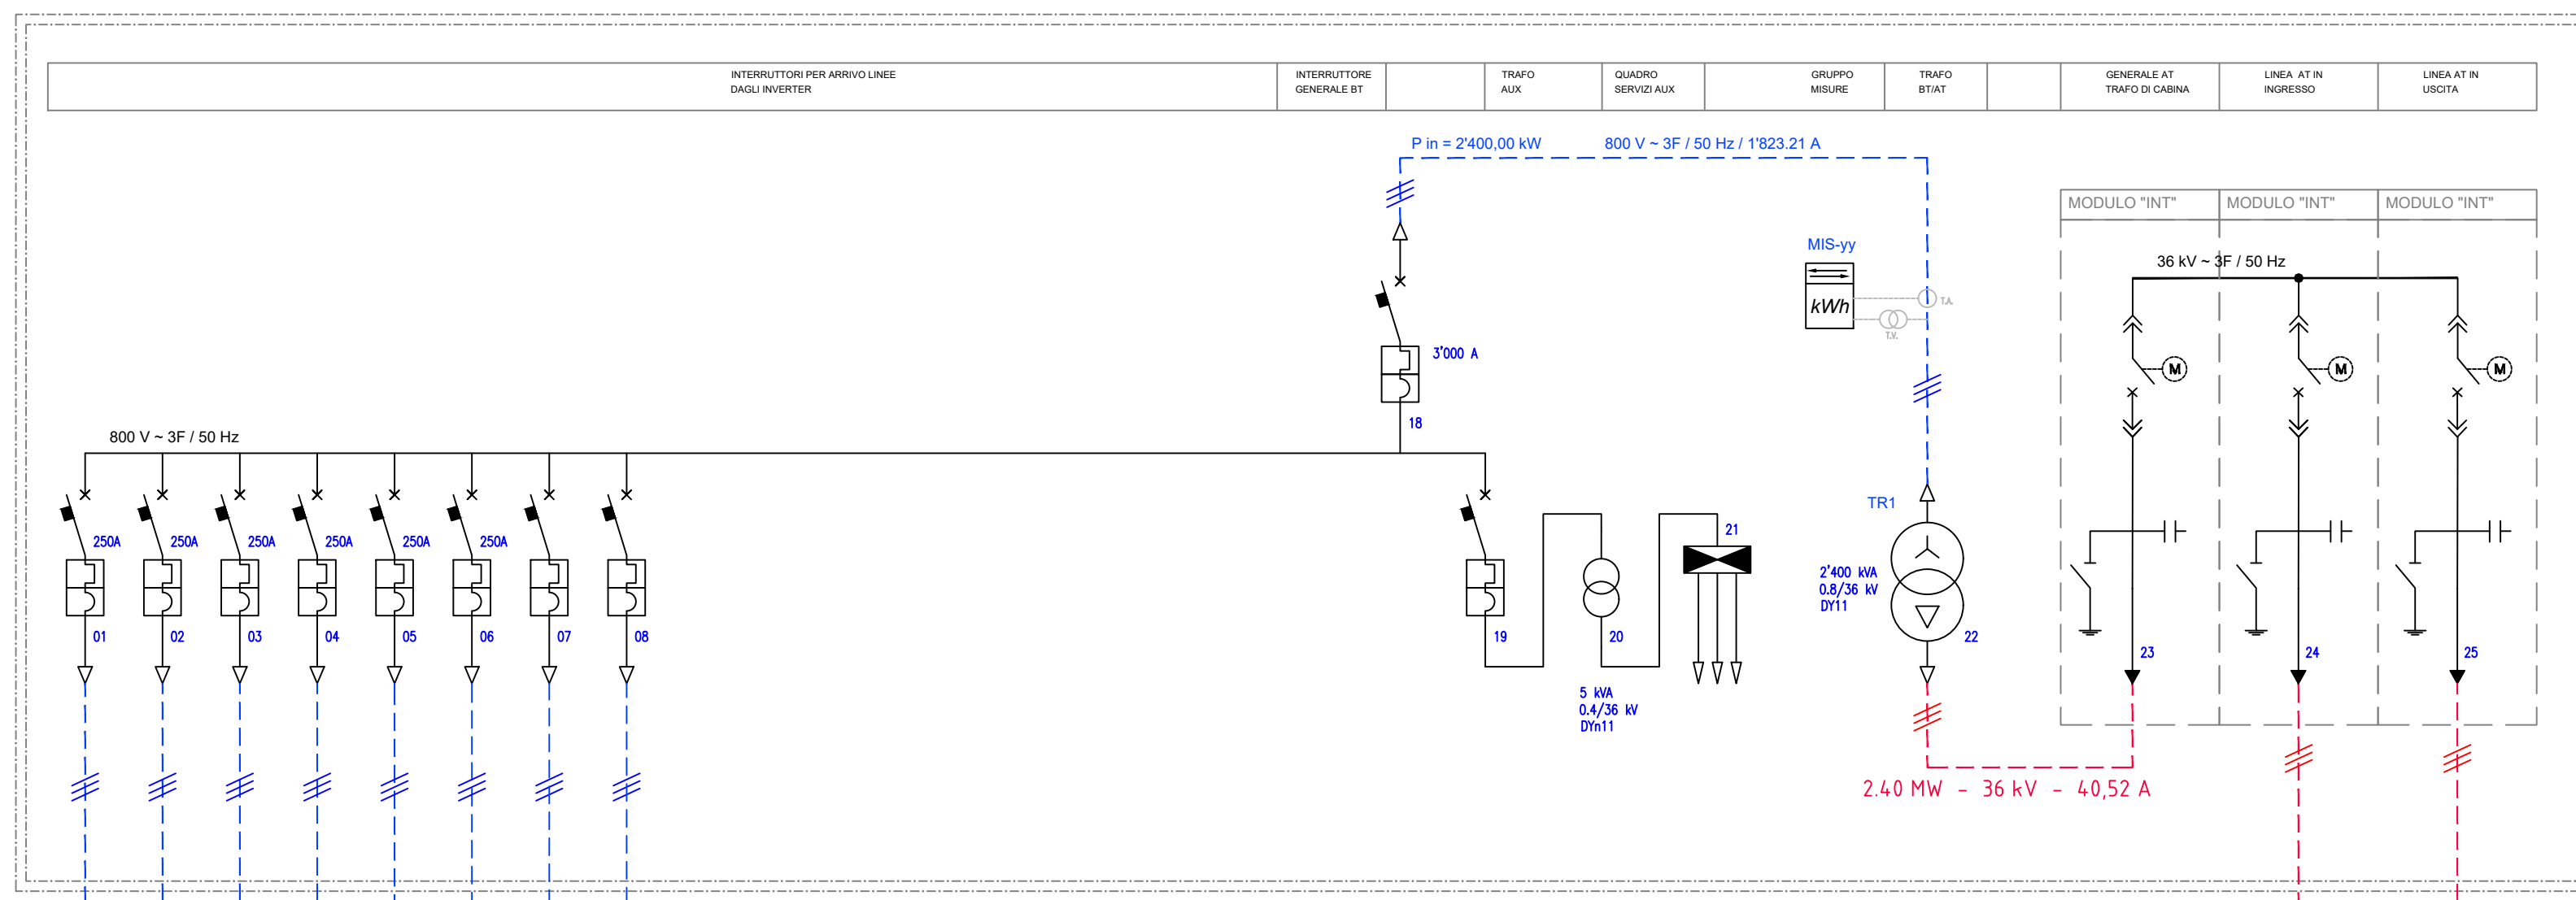 INTERRUTTORI PER ARRIVO LINEE
DAGLI INVERTER
INTERRUTTORE
GENERALE BT
TRAFO
AUX
QUADRO
SERVIZI AUX
GRUPPO
MISURE
TRAFO
BT/AT
GENERALE AT
TRAFO DI CABINA
LINEA AT IN
INGRESSO
LINEA AT IN
USCITA
P in = 2'400,00 kW
800 V ~ 3F / 50 Hz / 1'823.21 A
MODULO "INT"
MODULO "INT"
MODULO "INT"
MIS-yy
36 kV ~ 3F / 50 Hz
kWh
T.A.
T.V.
3'000 A
M
M
M
18
800 V ~ 3F / 50 Hz
TR1
250A
250A
250A
250A
250A
250A
21
2'400 kVA
0.8/36 kV
DY11
01
02
03
04
05
06
07
08
19
20
22
23
24
25
5 kVA
0.4/36 kV
DYn11
2.40 MW - 36 kV - 40,52 A